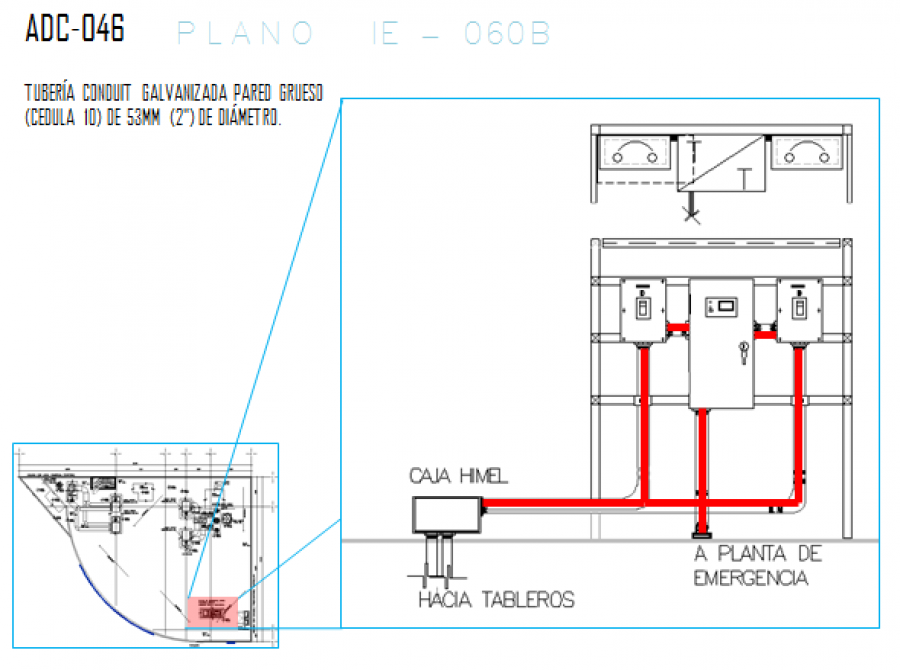 ADC-046
PLANO IE - 060B
TUBERÍA CONDUIT GALVANIZADA PARED GRUESO
(CEDULA 10) DE 53MM (2") DE DIÁMETRO.
T
T
CAJA HIMEL
A PLANTA DE
EMERGENCIA
HACIA TABLEROS